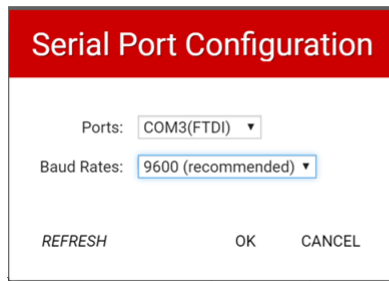 Serial Port Configuration
Ports: COM3(FTDI)
Baud Rates: 9600 (recommended)
REFRESH OK CANCEL